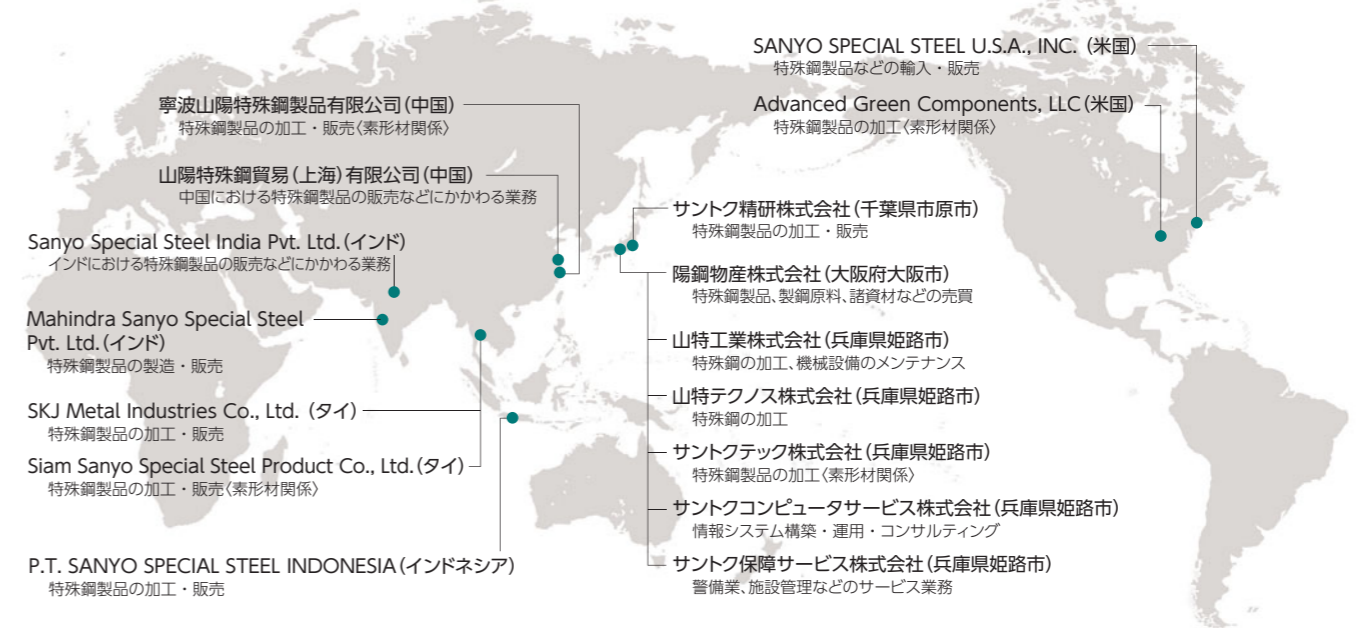 SANYO SPECIAL STEEL U.S.A., INC. (米国)
特殊鋼製品などの輸入・販売
Advanced Green Components, LLC(米国)
特殊鋼製品の加工〈素形材関係〉
寧波山陽特殊鋼製品有限公司(中国)
特殊鋼製品の加工・販売〈素形材関係〉
山陽特殊鋼貿易(上海)有限公司(中国)
中国における特殊鋼製品の販売などにかかわる業務
Sanyo Special Steel India Pvt. Ltd.(インド)
インドにおける特殊鋼製品の販売などにかかわる業務
Mahindra Sanyo Special Steel
Pvt. Ltd.(インド)
特殊鋼製品の製造・販売
SKJ Metal Industries Co., Ltd. (タイ)
特殊鋼製品の加工・販売
Siam Sanyo Special Steel Product Co., Ltd.(タイ)
特殊鋼製品の加工・販売〈素形材関係〉
P.T. SANYO SPECIAL STEEL INDONESIA(インドネシア)
特殊鋼製品の加工・販売
サントク精研株式会社(千葉県市原市)
特殊鋼製品の加工・販売
陽鋼物産株式会社(大阪府大阪市)
特殊鋼製品、製鋼原料、諸資材などの売買
山特工業株式会社(兵庫県姫路市)
特殊鋼の加工、機械設備のメンテナンス
山特テクノス株式会社(兵庫県姫路市)
特殊鋼の加工
サントクテック株式会社(兵庫県姫路市)
特殊鋼製品の加工〈素形材関係〉
サントクコンピュータサービス株式会社(兵庫県姫路市)
情報システム構築・運用・コンサルティング
サントク保障サービス株式会社(兵庫県姫路市)
警備業、施設管理などのサービス業務